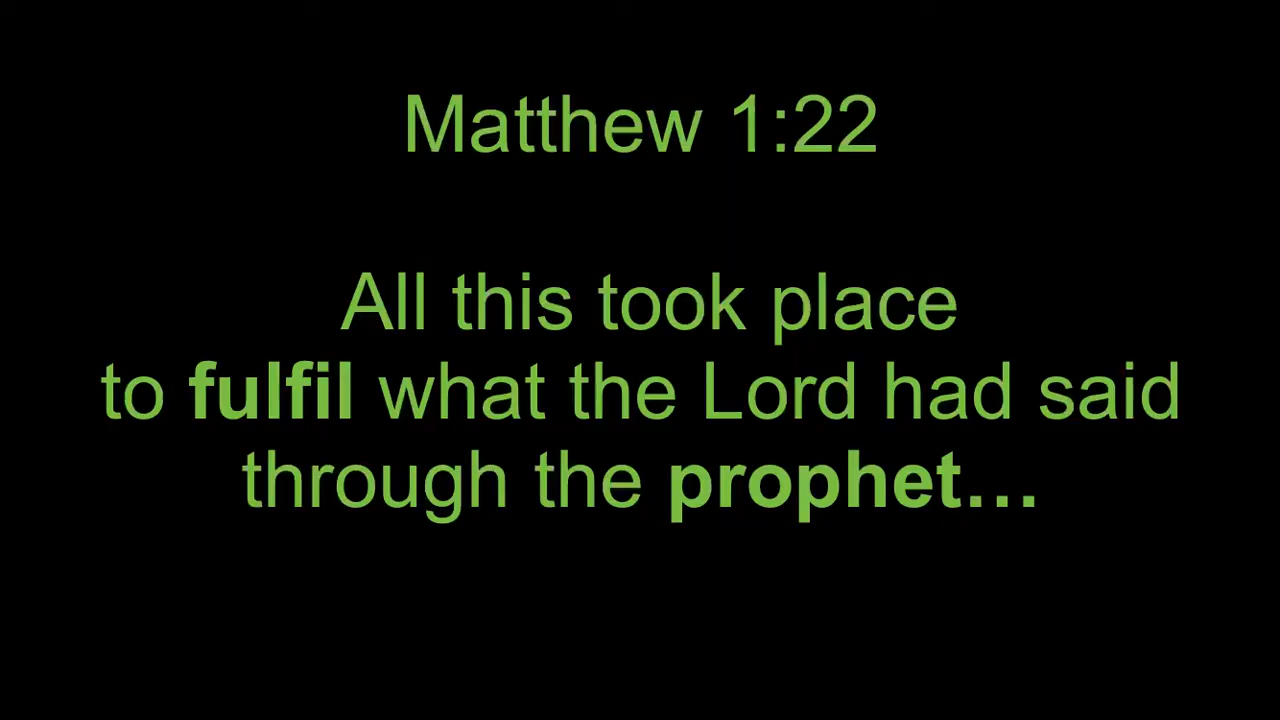 Matthew 1:22
All this took place
to fulfil what the Lord had said
through the prophet…